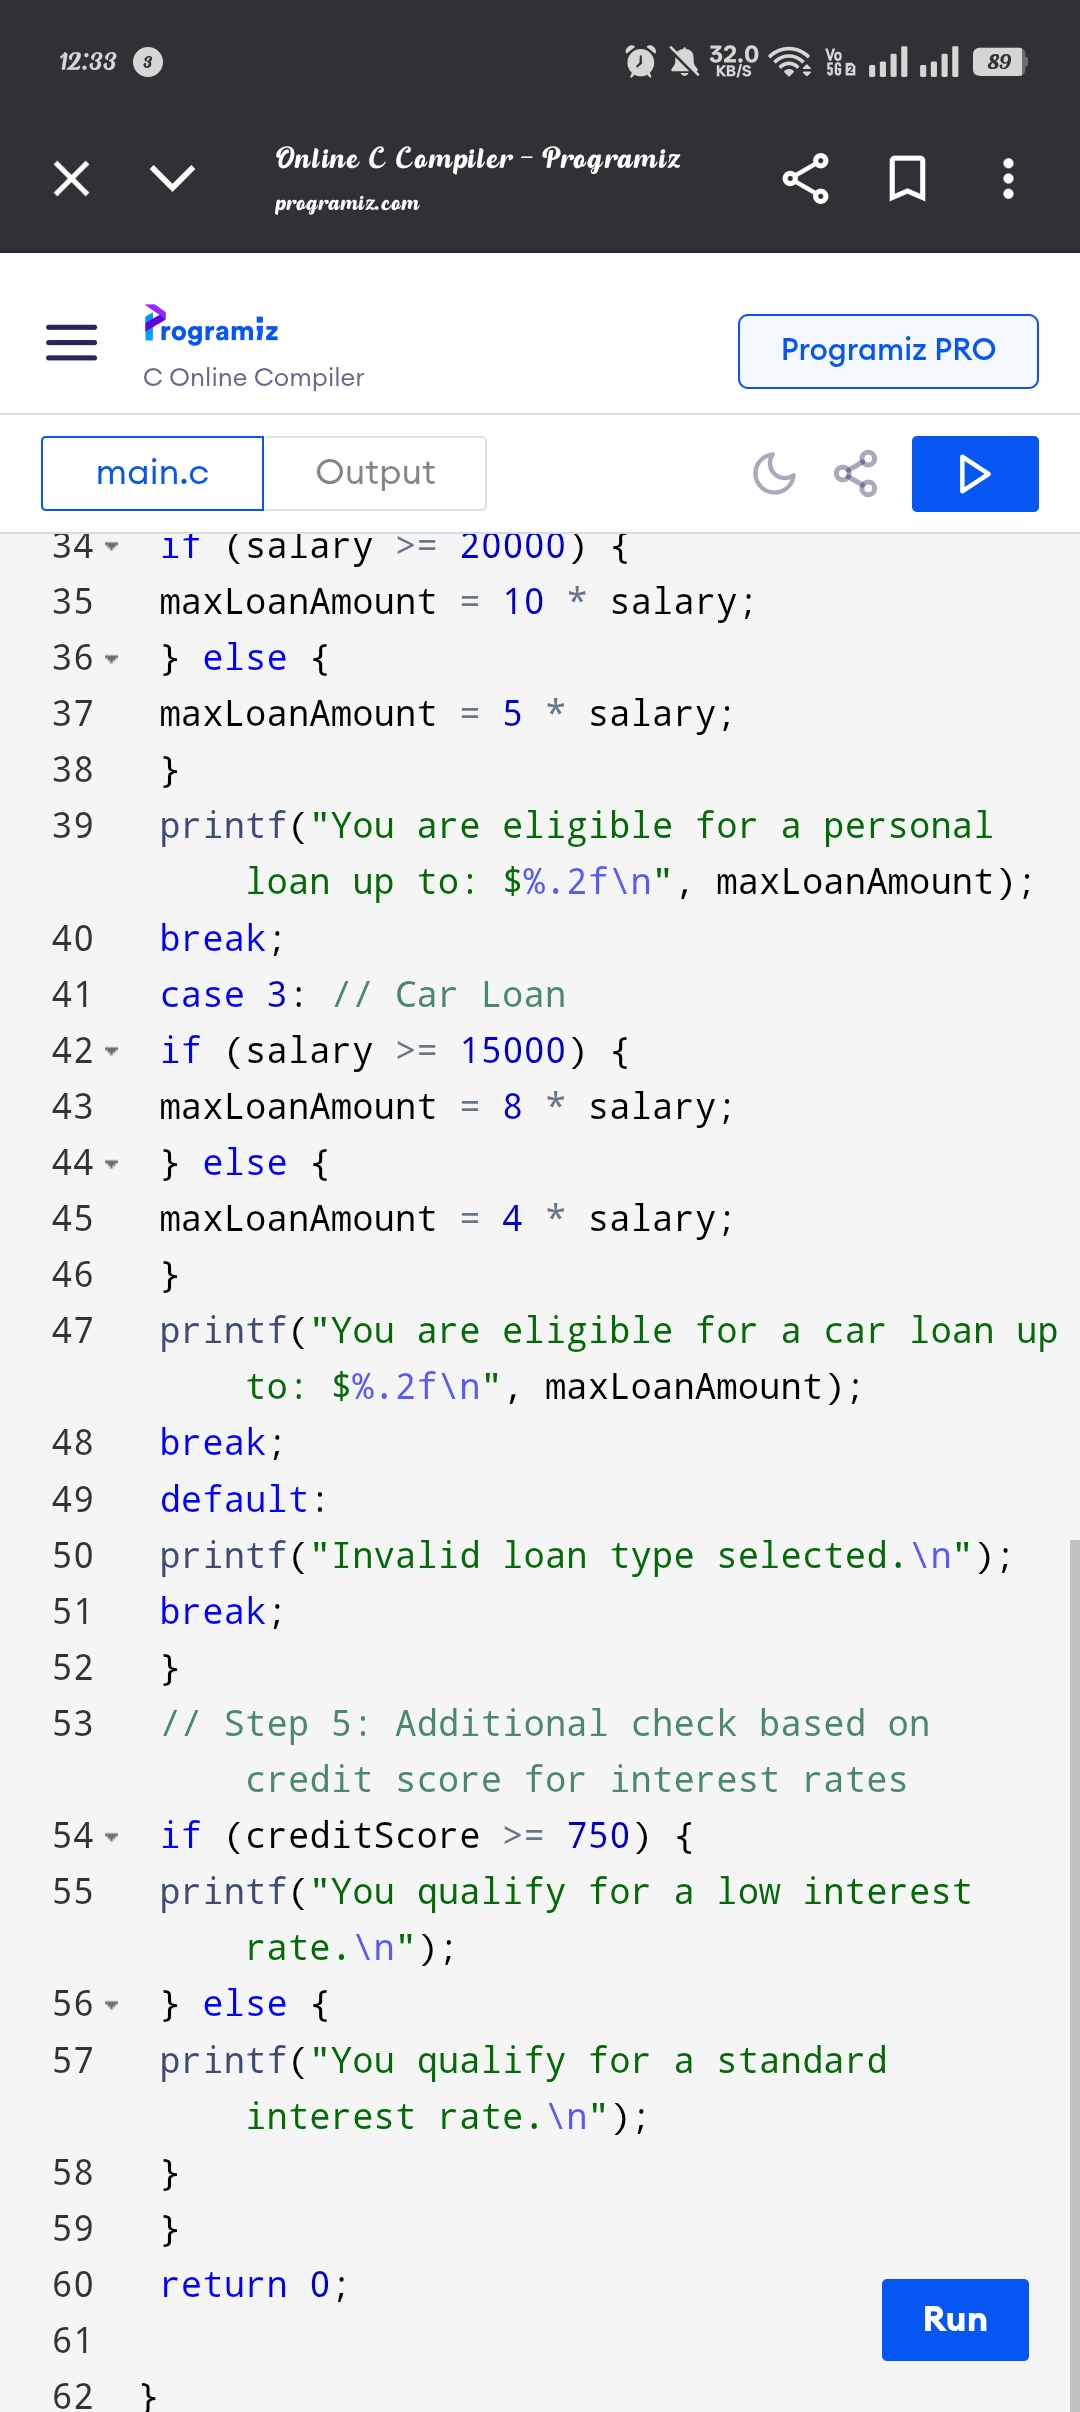 12:33 3 32.0 KB/S Vo 5G 2 89
Online C Compiler - Programiz
programiz.com
Programiz
C Online Compiler
Programiz PRO
main.c Output
34 if (salary >= 20000) {
35 maxLoanAmount = 10 * salary;
36 } else {
37 maxLoanAmount = 5 * salary;
38 }
39 printf("You are eligible for a personal
loan up to: $%.2f\n", maxLoanAmount);
40 break;
41 case 3: // Car Loan
42 if (salary >= 15000) {
43 maxLoanAmount = 8 * salary;
44 } else {
45 maxLoanAmount = 4 * salary;
46 }
47 printf("You are eligible for a car loan up
to: $%.2f\n", maxLoanAmount);
48 break;
49 default:
50 printf("Invalid loan type selected.\n");
51 break;
52 }
53 // Step 5: Additional check based on
credit score for interest rates
54 if (creditScore >= 750) {
55 printf("You qualify for a low interest
rate.\n");
56 } else {
57 printf("You qualify for a standard
interest rate.\n");
58 }
59 }
60 return 0;
Run
61
62 }